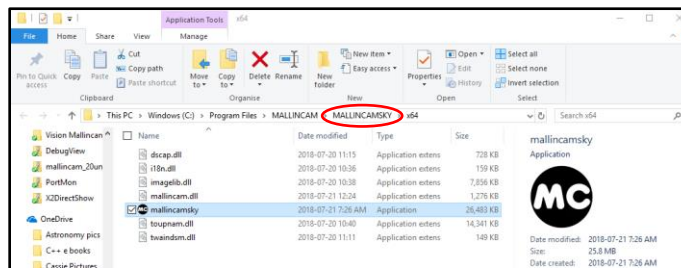 Application Tools x64
File Home Share View Manage
Pin to Quick access
Copy
Paste
Cut
Copy path
Paste shortcut
Move to
Copy to
Delete
Rename
New folder
New item
Easy access
Properties
Open
Edit
History
Select all
Select none
Invert selection
Clipboard Organise New Open Select
This PC > Windows (C:) > Program Files > MALLINCAM > MALLINCAMSKY > x64
Search x64
Vision Mallincan
DebugView
mallincam_20un
PortMon
X2DirectShow
OneDrive
Astronomy pics
C++ e books
Cassie Pictures
Name Date modified Type Size
dscap.dll 2018-07-20 11:15 Application extens 728 KB
i18n.dll 2018-07-20 10:36 Application extens 159 KB
imagelib.dll 2018-07-20 10:38 Application extens 7,856 KB
mallincam.dll 2018-07-21 12:24 Application extens 1,276 KB
MC mallincamsky 2018-07-21 7:26 AM Application 26,483 KB
toupnam.dll 2018-07-20 10:40 Application extens 14,341 KB
twaindsm.dll 2018-07-20 11:11 Application extens 149 KB
mallincamsky
Application
MC
Date modified: 2018-07-21 7:26 AM
Size: 25.8 MB
Date created: 2018-07-21 7:26 AM